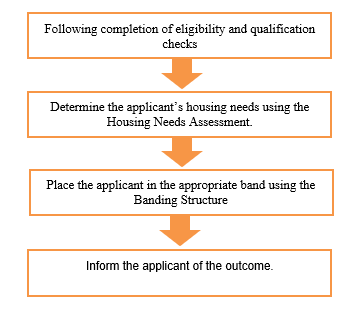 Following completion of eligibility and qualification
checks
Determine the applicant’s housing needs using the
Housing Needs Assessment.
Place the applicant in the appropriate band using the
Banding Structure
Inform the applicant of the outcome.